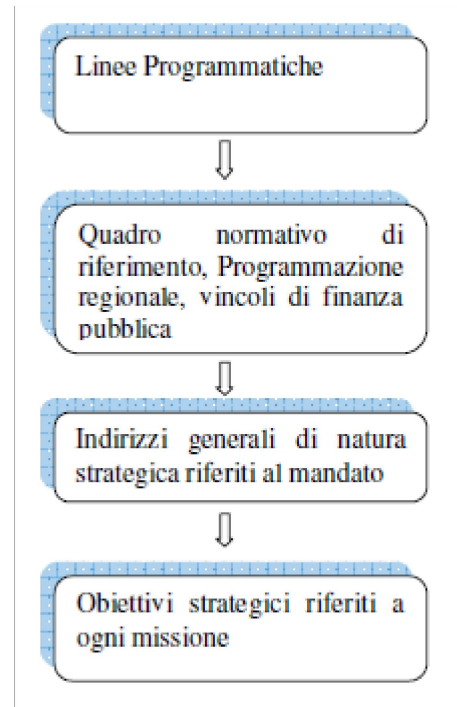 Linee Programmatiche
Quadro normativo di
riferimento, Programmazione
regionale, vincoli di finanza
pubblica
Indirizzi generali di natura
strategica riferiti al mandato
Obiettivi strategici riferiti a
ogni missione